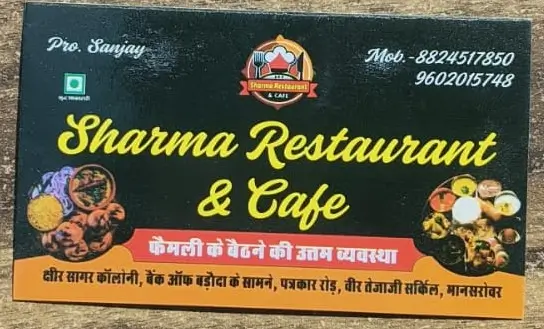 Pro. Sanjay
Mob.-8824517850
9602015748
Sharma Restaurant
& CAFE
शुद्ध शाकाहारी
Sharma Restaurant
& Cafe
फैमली के बैठने की उत्तम व्यवस्था
क्षीर सागर कॉलोनी, बैंक ऑफ बड़ौदा के सामने, पत्रकार रोड़, वीर तेजाजी सर्किल, मानसरोवर